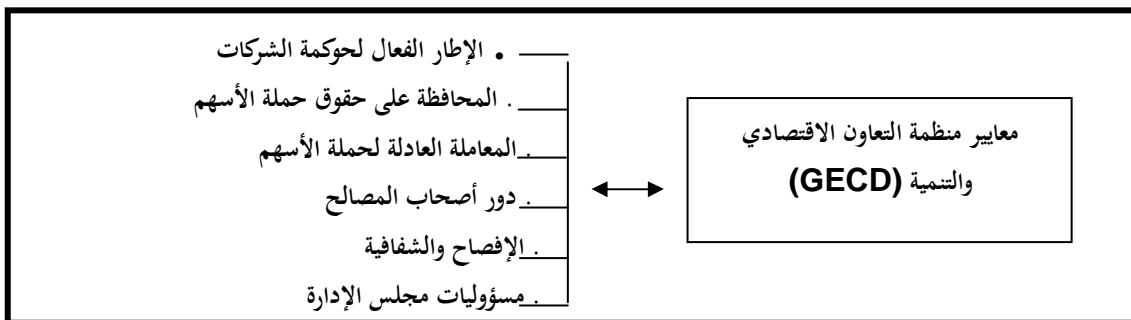 معايير منظمة التعاون الاقتصادي
والتنمية (GECD)
• الإطار الفعال لحوكمة الشركات
. المحافظة على حقوق حملة الأسهم
. المعاملة العادلة لحملة الأسهم
. دور أصحاب المصالح
. الإفصاح والشفافية
. مسؤوليات مجلس الإدارة